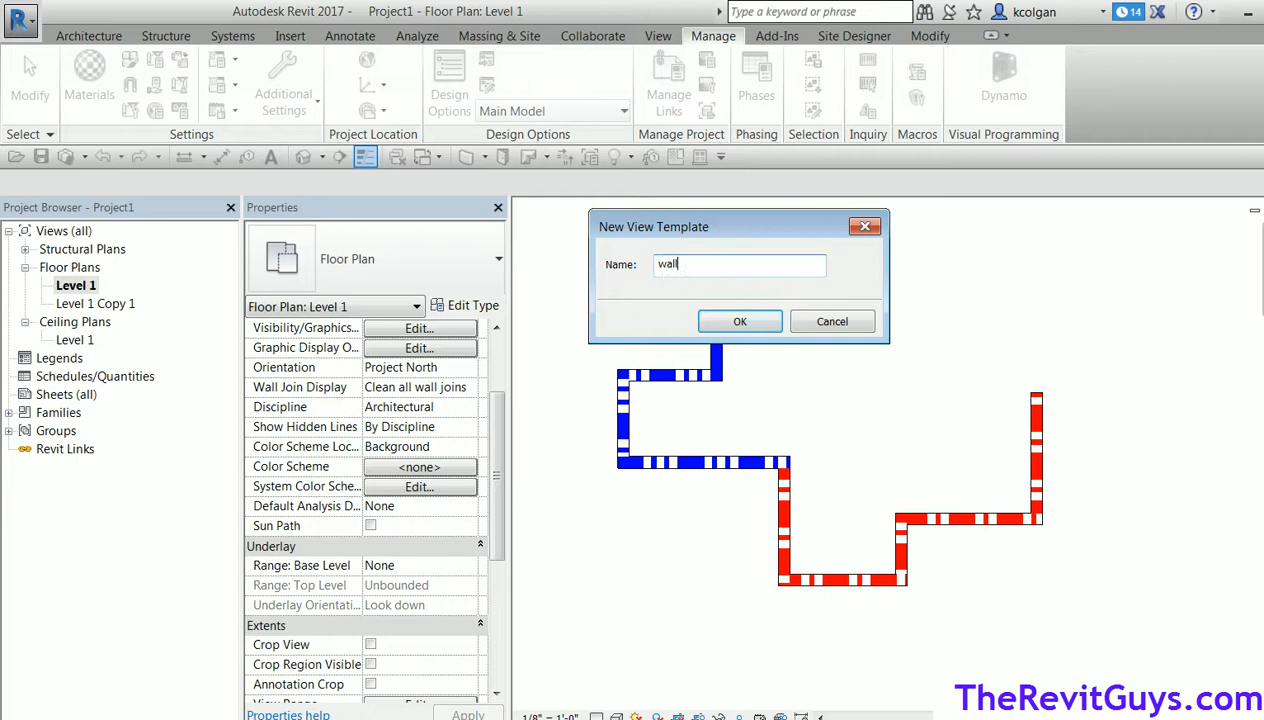 Autodesk Revit 2017 - Project1 - Floor Plan: Level 1
Type a keyword or phrase
kcolgan
14
Architecture Structure Systems Insert Annotate Analyze Massing & Site Collaborate View Manage Add-Ins Site Designer Modify
Modify
Materials
Additional
Settings
Design
Options
Main Model
Manage
Links
Phases
Dynamo
Select
Settings
Project Location
Design Options
Manage Project
Phasing
Selection
Inquiry
Macros
Visual Programming
Project Browser - Project1
Views (all)
Structural Plans
Floor Plans
Level 1
Level 1 Copy 1
Ceiling Plans
Level 1
Legends
Schedules/Quantities
Sheets (all)
Families
Groups
Revit Links
Properties
Floor Plan
Floor Plan: Level 1
Edit Type
Visibility/Graphics... Edit...
Graphic Display O... Edit...
Orientation Project North
Wall Join Display Clean all wall joins
Discipline Architectural
Show Hidden Lines By Discipline
Color Scheme Loc... Background
Color Scheme <none>
System Color Sche... Edit...
Default Analysis D... None
Sun Path
Underlay
Range: Base Level None
Range: Top Level Unbounded
Underlay Orientati... Look down
Extents
Crop View
Crop Region Visible
Annotation Crop
Properties help
Apply
New View Template
Name: wall
OK
Cancel
1/8" = 1'-0"
TheRevitGuys.com